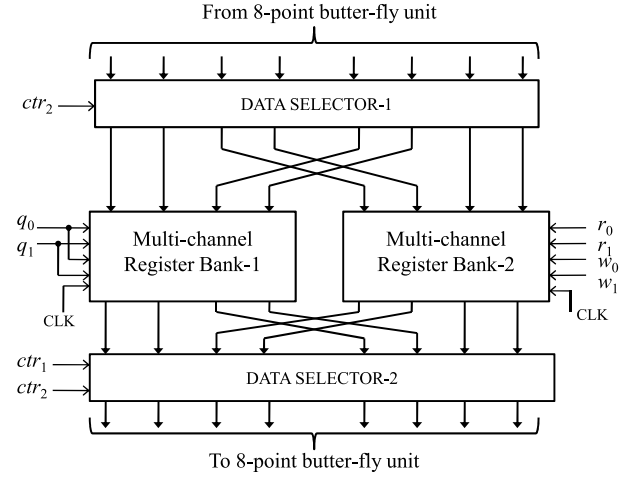 From 8-point butter-fly unit
ctr₂
DATA SELECTOR-1
q₀
q₁
CLK
Multi-channel
Register Bank-1
Multi-channel
Register Bank-2
r₀
r₁
w₀
w₁
CLK
ctr₁
ctr₂
DATA SELECTOR-2
To 8-point butter-fly unit